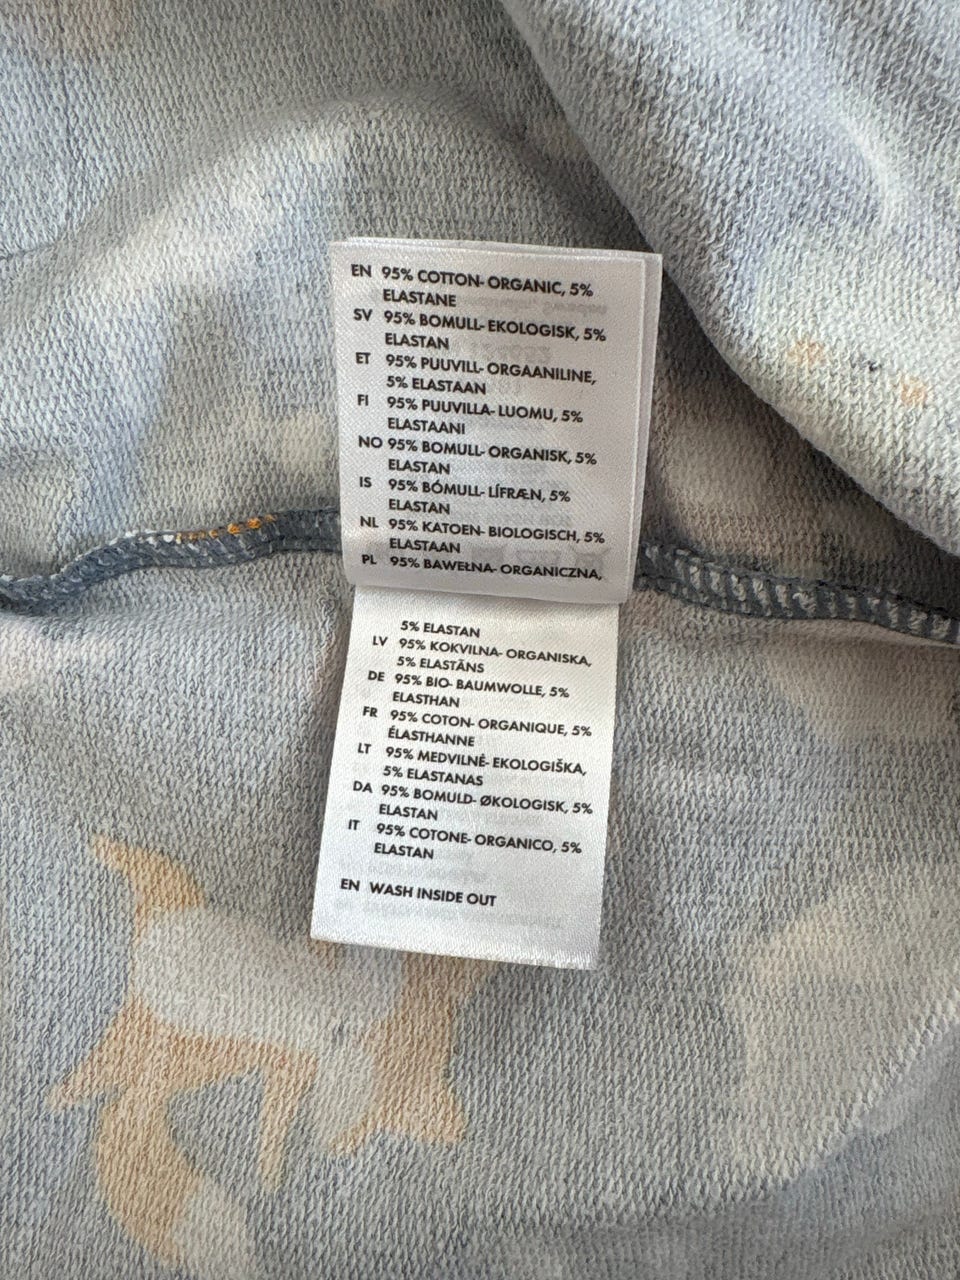 EN 95% COTTON- ORGANIC, 5%
ELASTANE
SV 95% BOMULL- EKOLOGISK, 5%
ELASTAN
ET 95% PUUVILL- ORGAANILINE,
5% ELASTAAN
FI 95% PUUVILLA- LUOMU, 5%
ELASTAANI
NO 95% BOMULL- ORGANISK, 5%
ELASTAN
IS 95% BÓMULL- LÍFRÆN, 5%
ELASTAN
NL 95% KATOEN- BIOLOGISCH, 5%
ELASTAAN
PL 95% BAWEŁNA- ORGANICZNA,
5% ELASTAN
LV 95% KOKVILNA- ORGANISKA,
5% ELASTĀNS
DE 95% BIO- BAUMWOLLE, 5%
ELASTHAN
FR 95% COTON- ORGANIQUE, 5%
ÉLASTHANNE
LT 95% MEDVILNĖ- EKOLOGIŠKA,
5% ELASTANAS
DA 95% BOMULD- ØKOLOGISK, 5%
ELASTAN
IT 95% COTONE- ORGANICO, 5%
ELASTAN
EN WASH INSIDE OUT